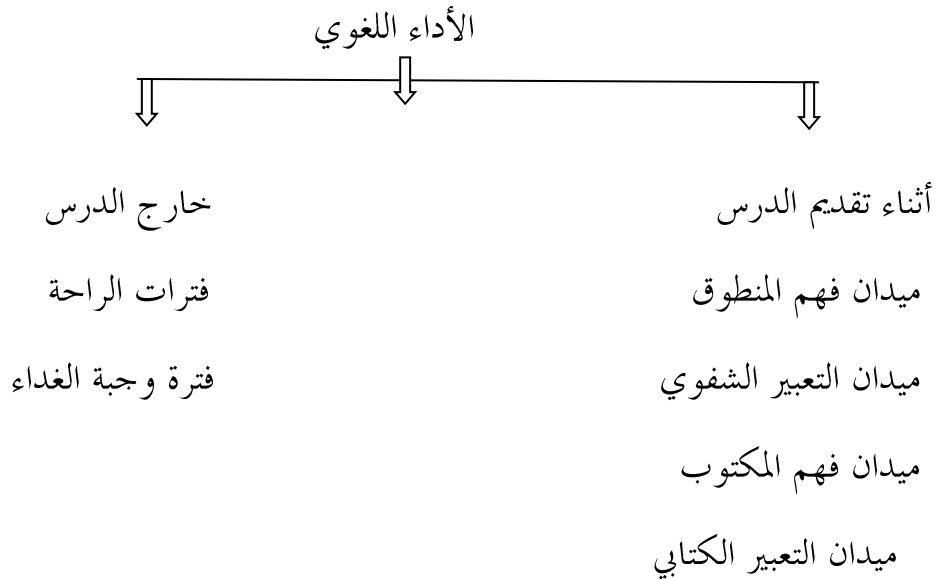 الأداء اللغوي
أثناء تقديم الدرس
خارج الدرس
ميدان فهم المنطوق
فترات الراحة
ميدان التعبير الشفوي
فترة وجبة الغداء
ميدان فهم المكتوب
ميدان التعبير الكتابي